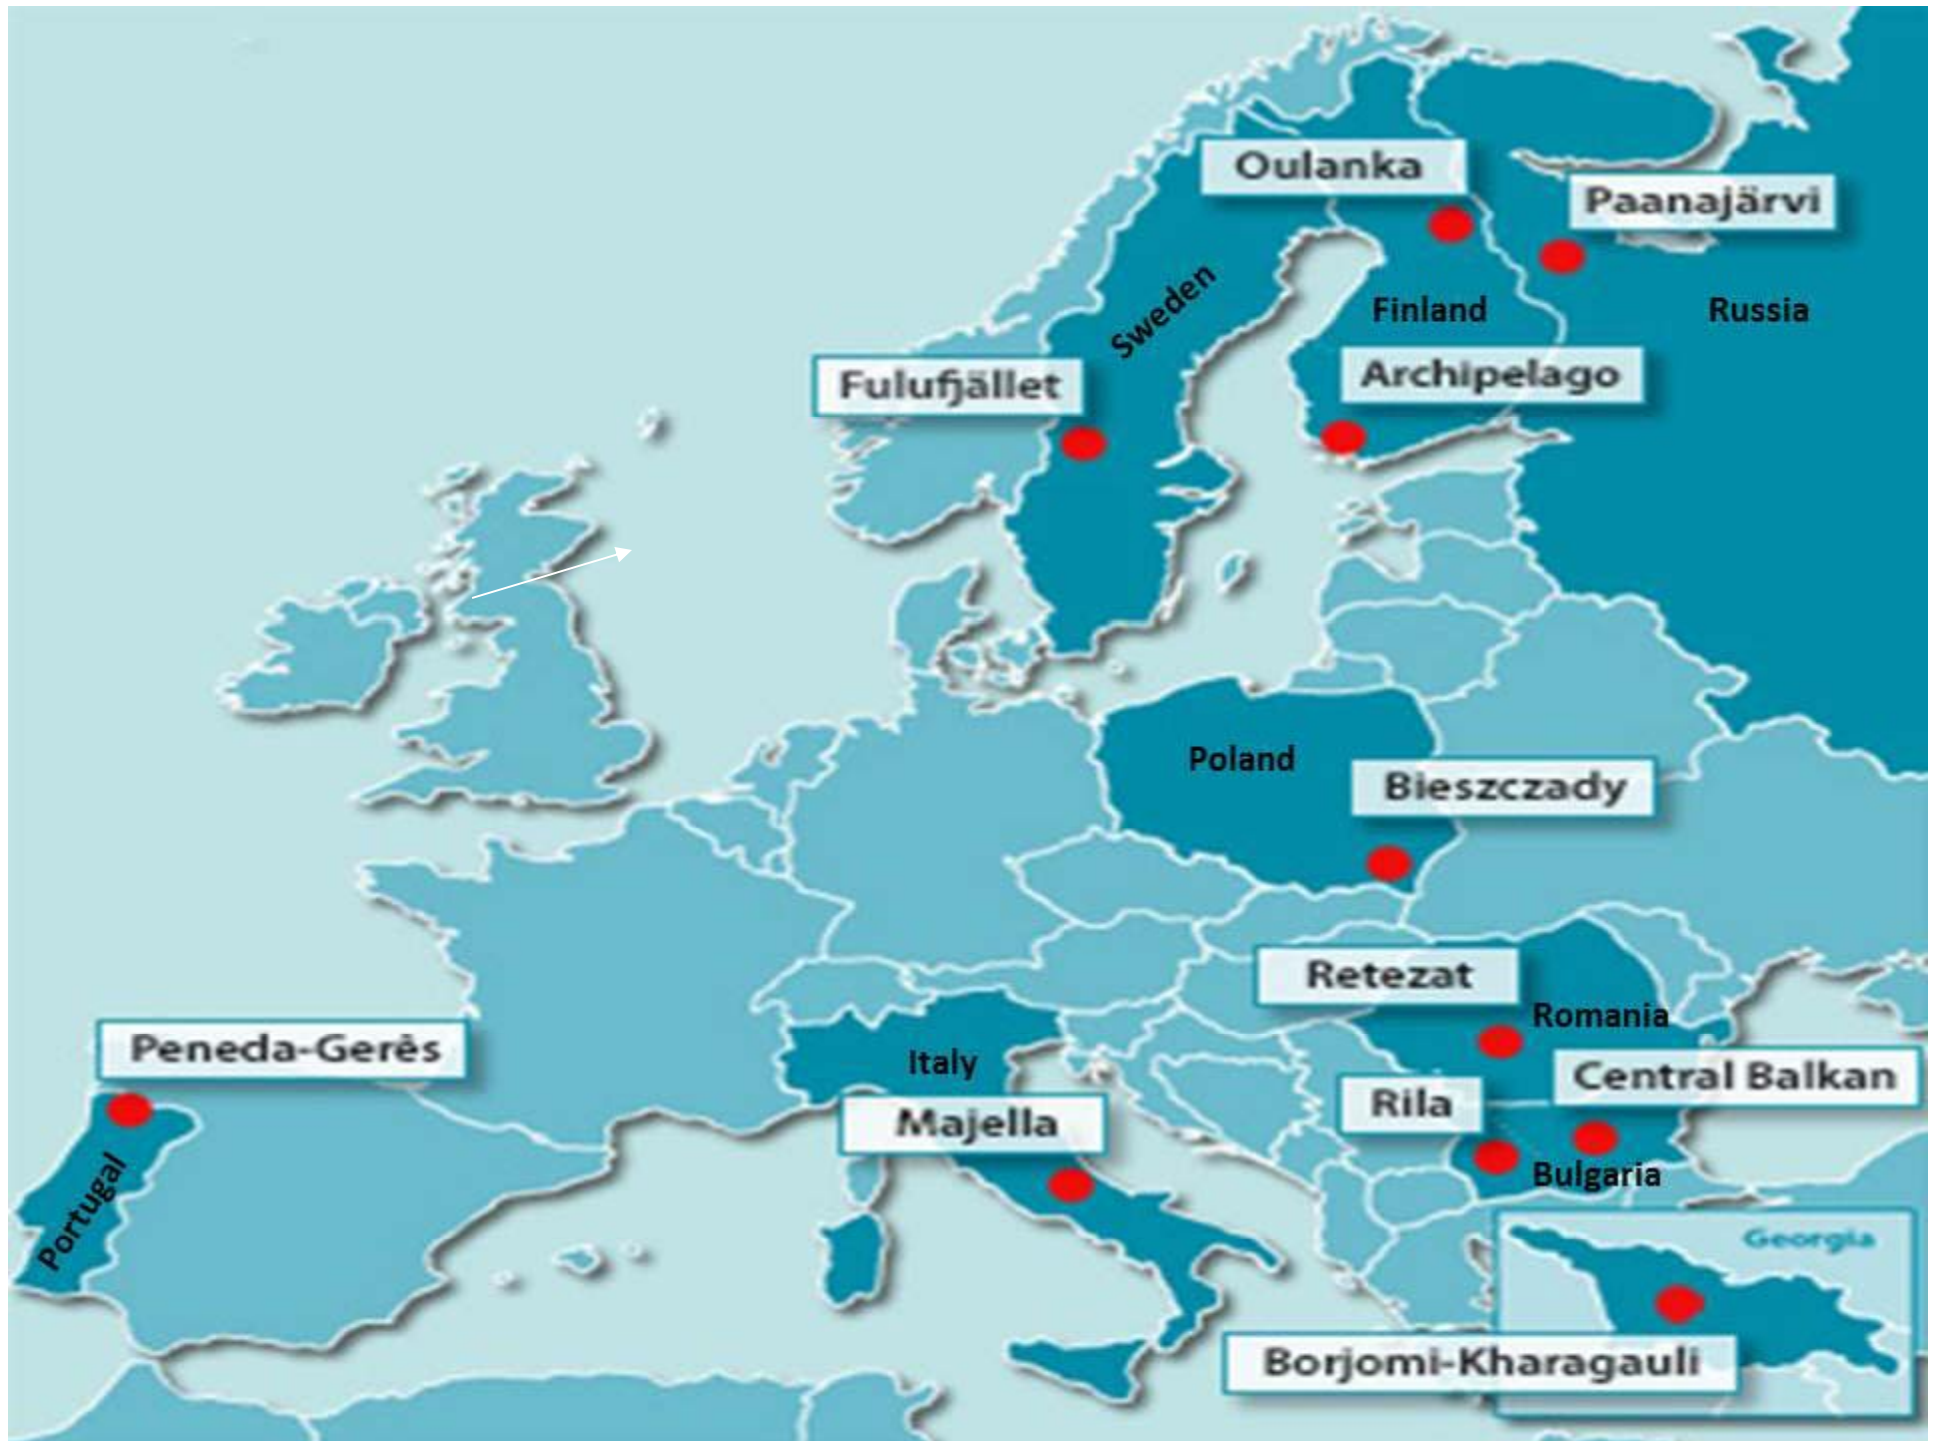 Oulanka
Paanajärvi
Sweden
Finland
Russia
Fulufjället
Archipelago
Poland
Bieszczady
Retezat
Romania
Peneda-Gerês
Italy
Central Balkan
Rila
Majella
Portugal
Bulgaria
Georgia
Borjomi-Kharagauli